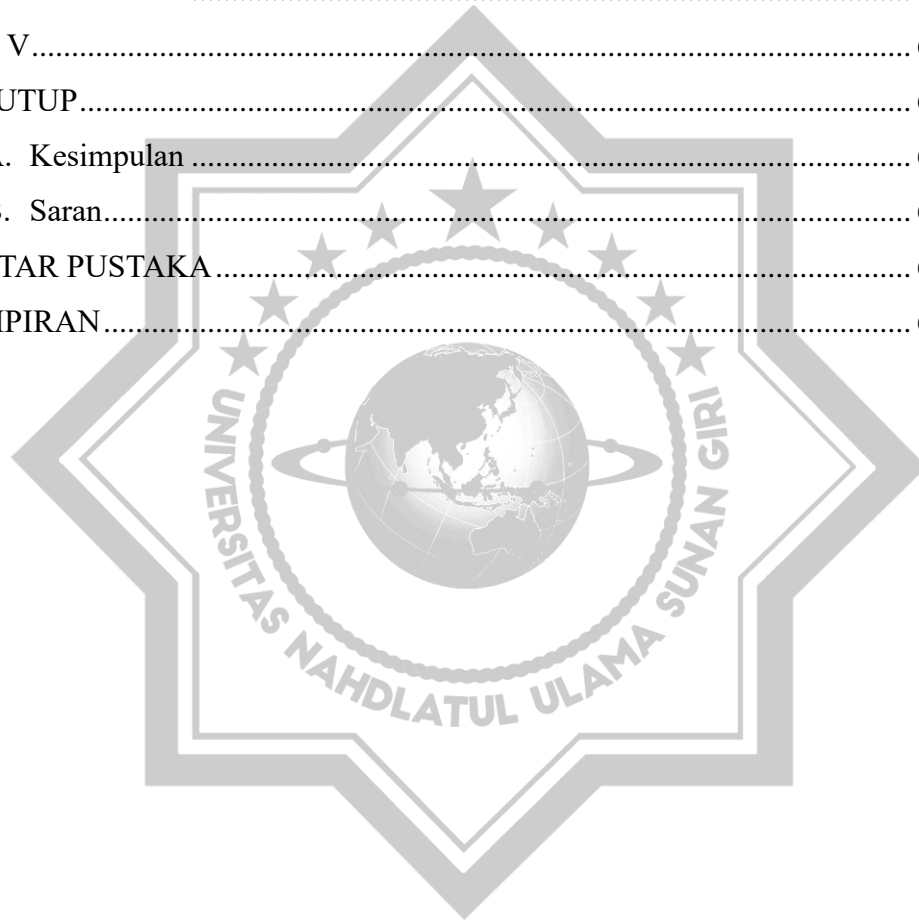 V..............................................................................................................
UTUP........................................................................................................
. Kesimpulan ..........................................................................................
. Saran.....................................................................................................
TAR PUSTAKA.......................................................................................
IPIRAN.....................................................................................................
UNIVERSITAS NAHDLATUL ULAMA SUNAN GIRI